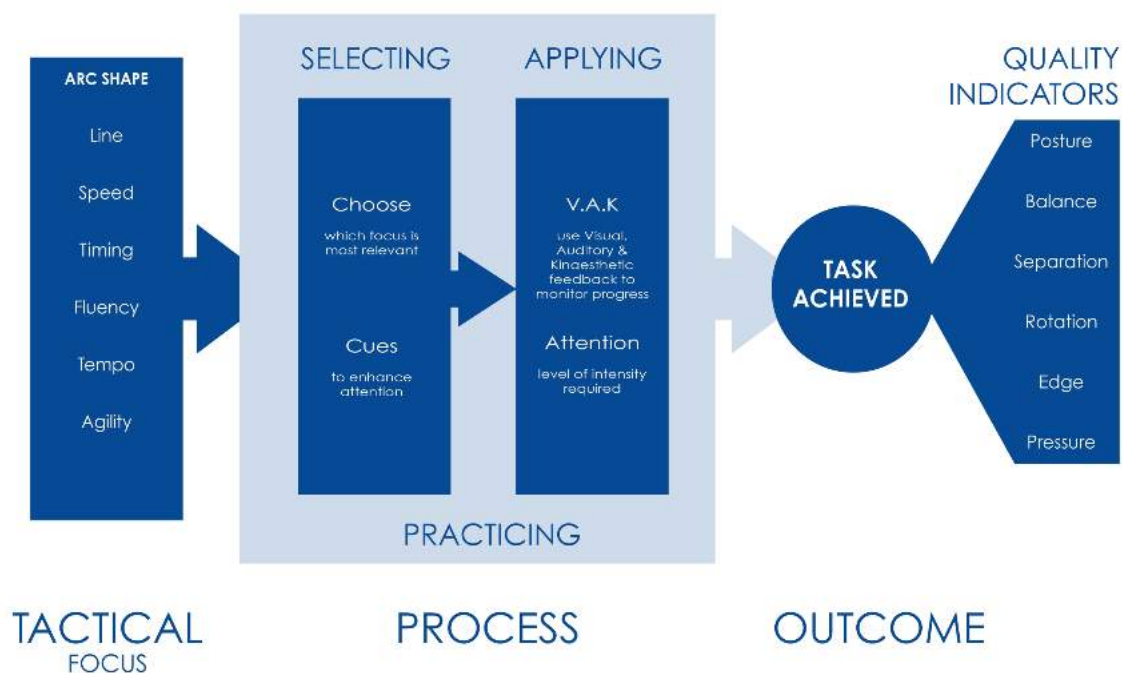 ARC SHAPE
Line
Speed
Timing
Fluency
Tempo
Agility
SELECTING
Choose
which focus is
most relevant
Cues
to enhance
attention
APPLYING
V.A.K
use Visual,
Auditory &
Kinaesthetic
feedback to
monitor progress
Attention
level of intensity
required
PRACTICING
TASK
ACHIEVED
QUALITY
INDICATORS
Posture
Balance
Separation
Rotation
Edge
Pressure
TACTICAL
FOCUS
PROCESS
OUTCOME